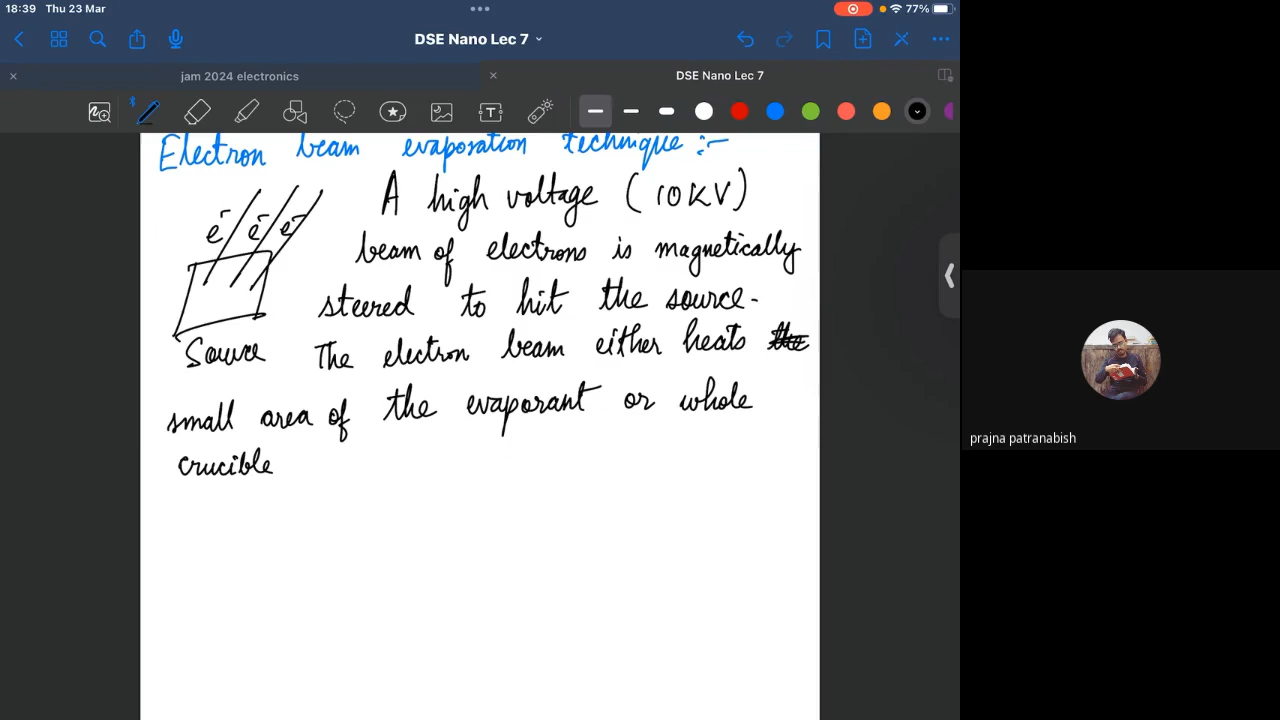 18:39 Thu 23 Mar
77%
DSE Nano Lec 7
jam 2024 electronics
DSE Nano Lec 7
T
Electron beam evaporation technique :-
A high voltage (10KV)
e⁻ e⁻ e⁻
beam of electrons is magnetically
steered to hit the source.
Source
The electron beam either heats the
small area of the evaporant or whole
crucible
prajna patranabish